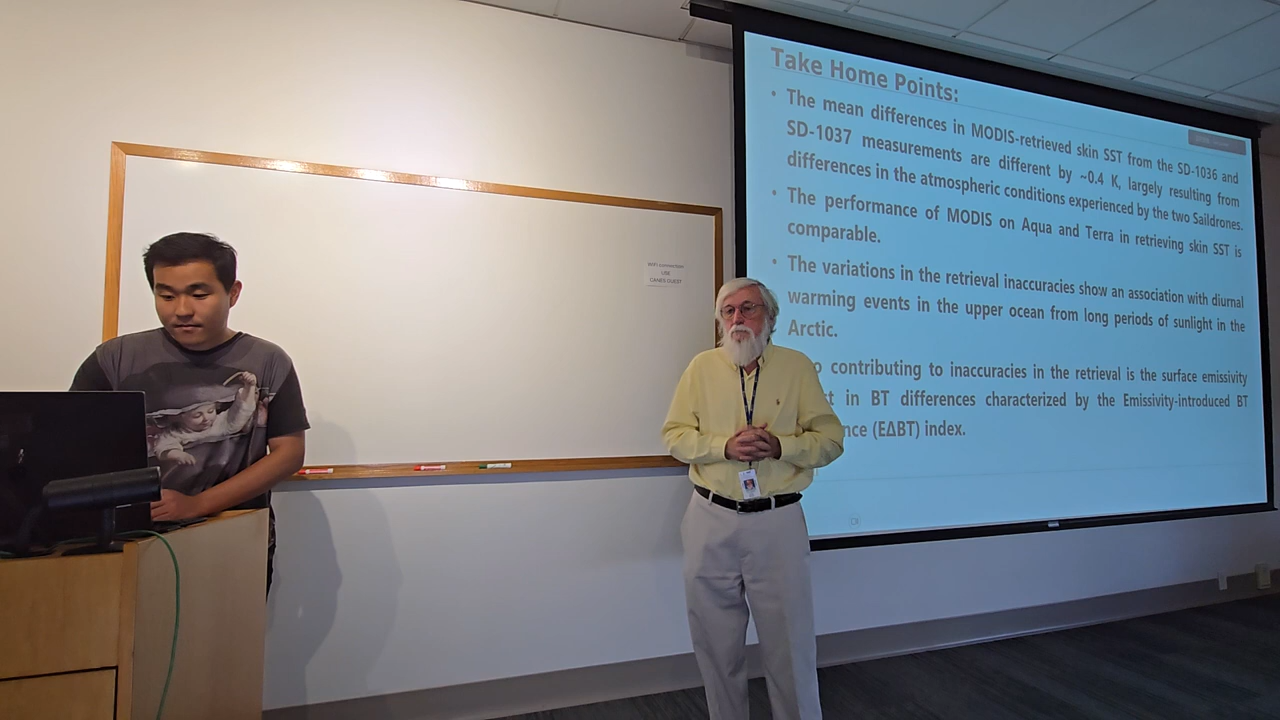 Take Home Points:
• The mean differences in MODIS-retrieved skin SST from the SD-1036 and
SD-1037 measurements are different by ~0.4 K, largely resulting from
differences in the atmospheric conditions experienced by the two Saildrones.
• The performance of MODIS on Aqua and Terra in retrieving skin SST is
comparable.
• The variations in the retrieval inaccuracies show an association with diurnal
warming events in the upper ocean from long periods of sunlight in the
Arctic.
contributing to inaccuracies in the retrieval is the surface emissivity
in BT differences characterized by the Emissivity-introduced BT
(EΔBT) index.
WiFi connection
USE
CANES GUEST